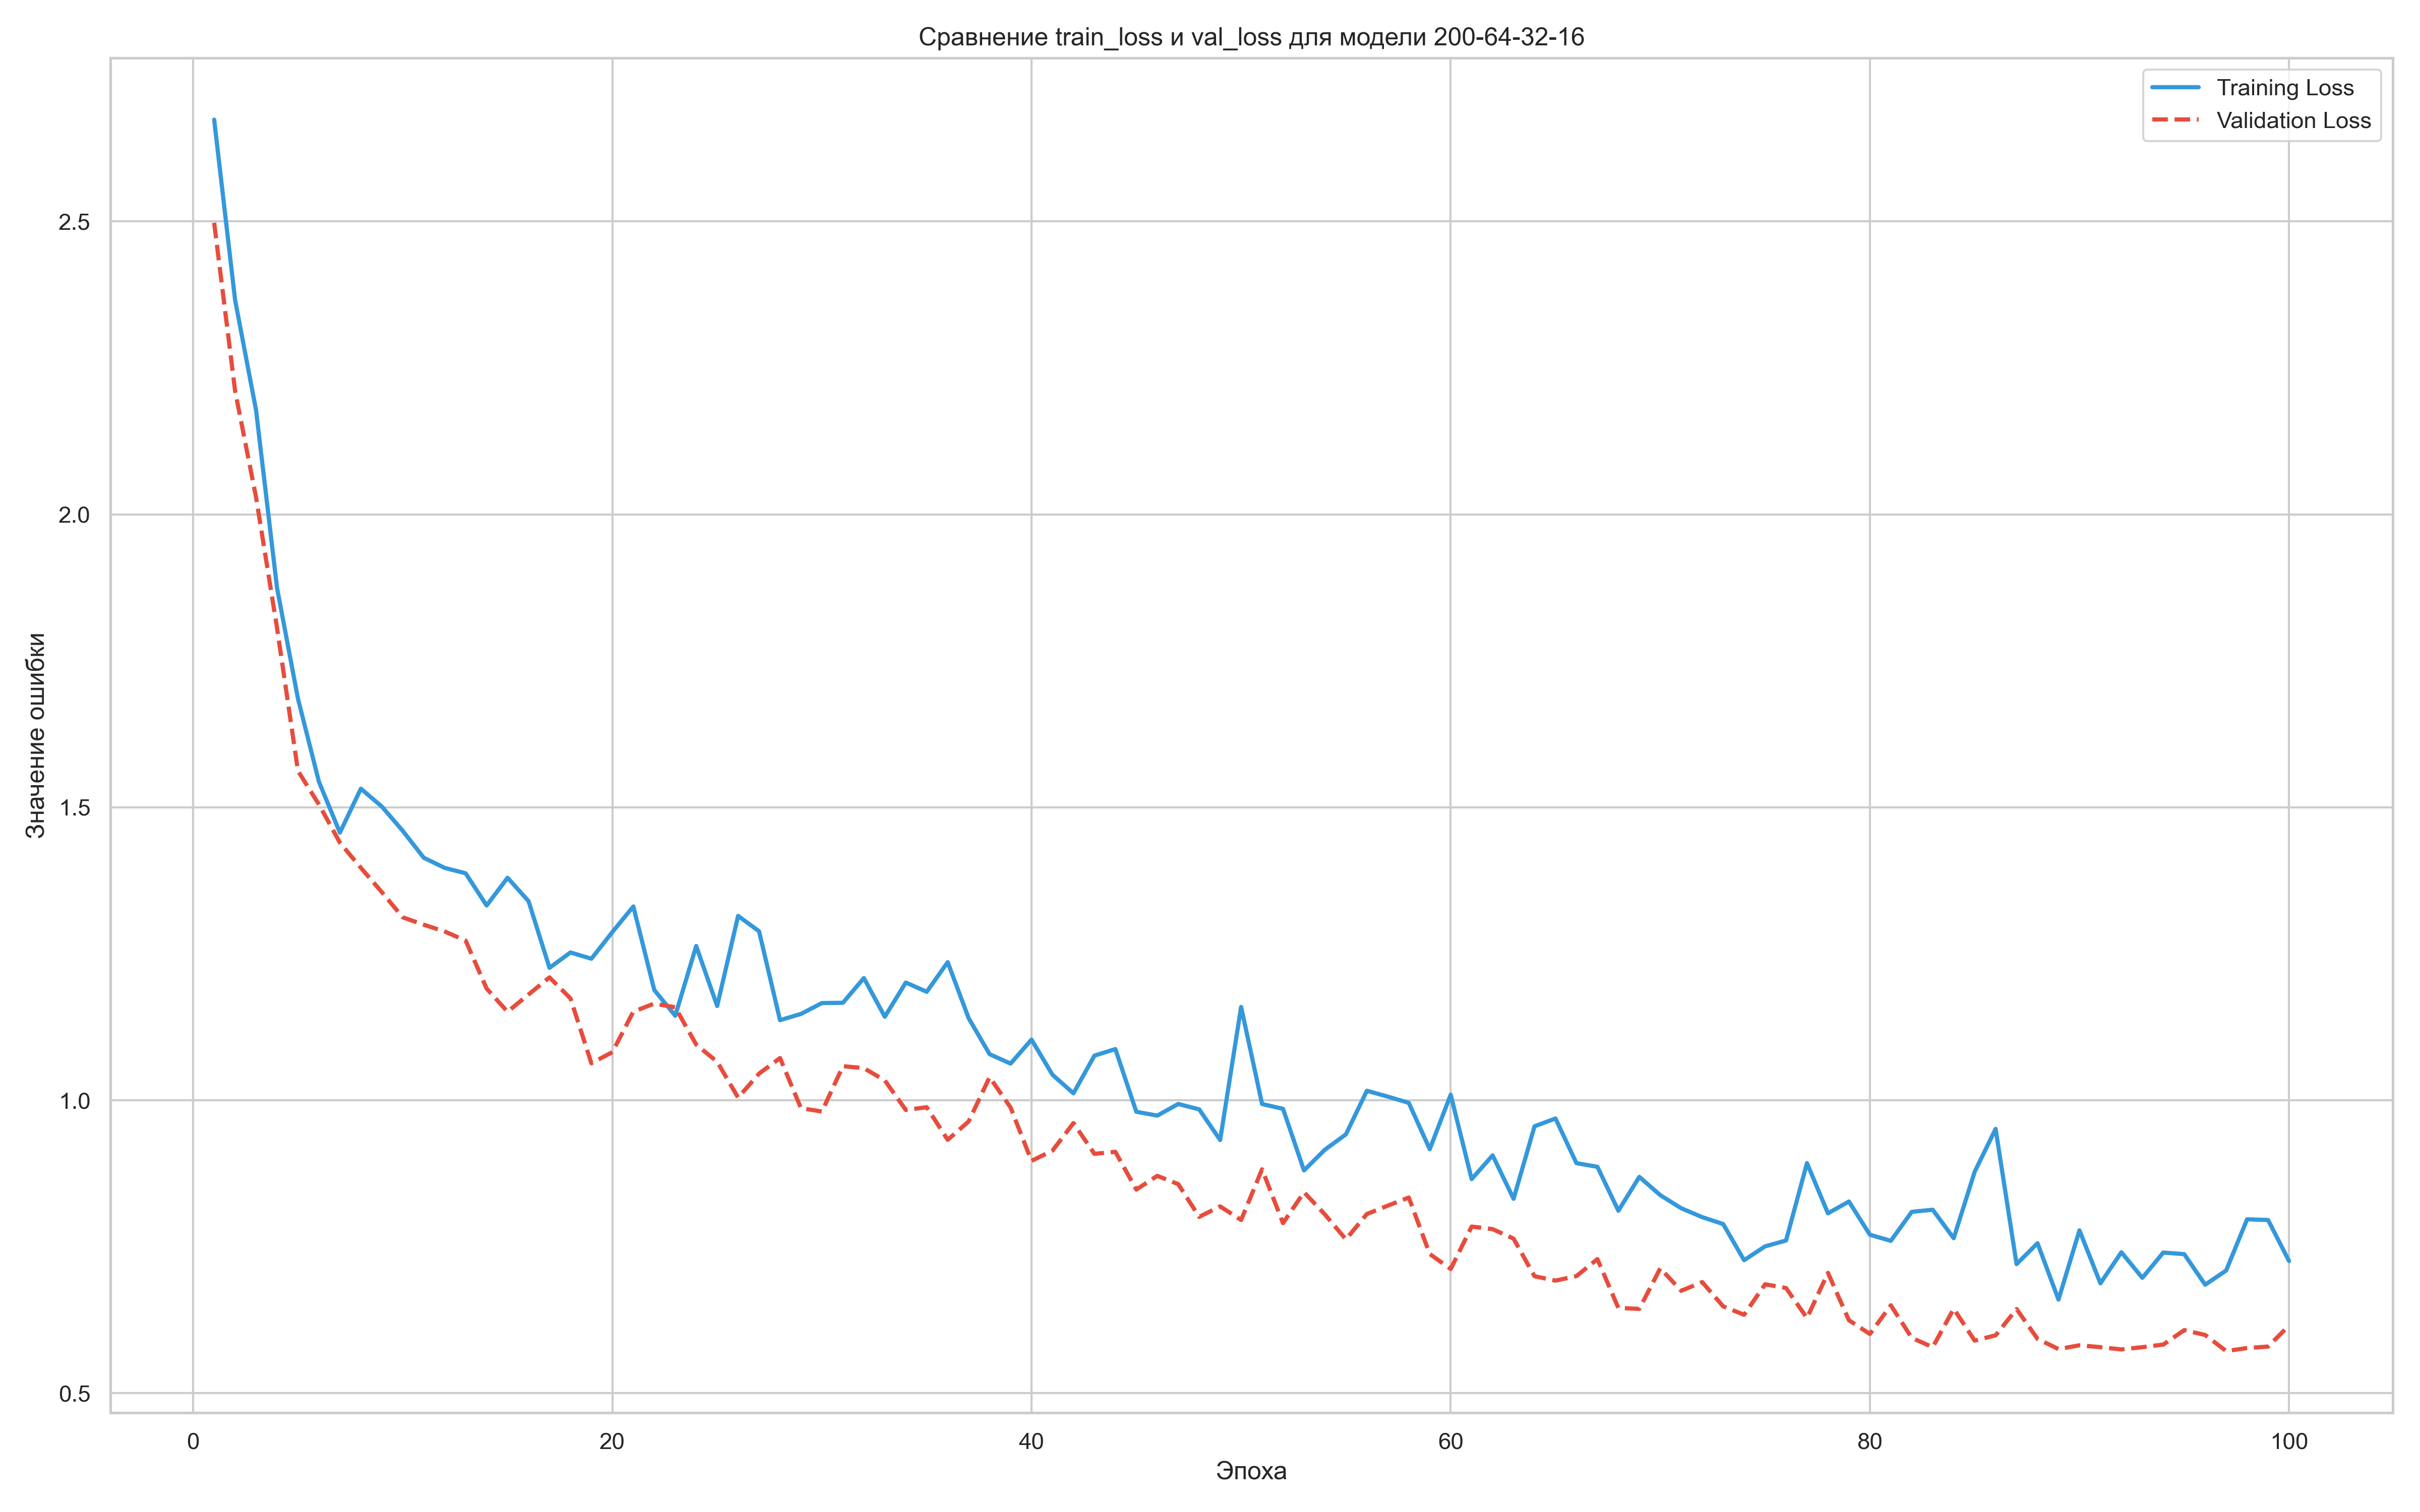 Сравнение train_loss и val_loss для модели 200-64-32-16
Training Loss
Validation Loss
2.5
2.0
1.5
1.0
0.5
Значение ошибки
0 20 40 60 80 100
Эпоха